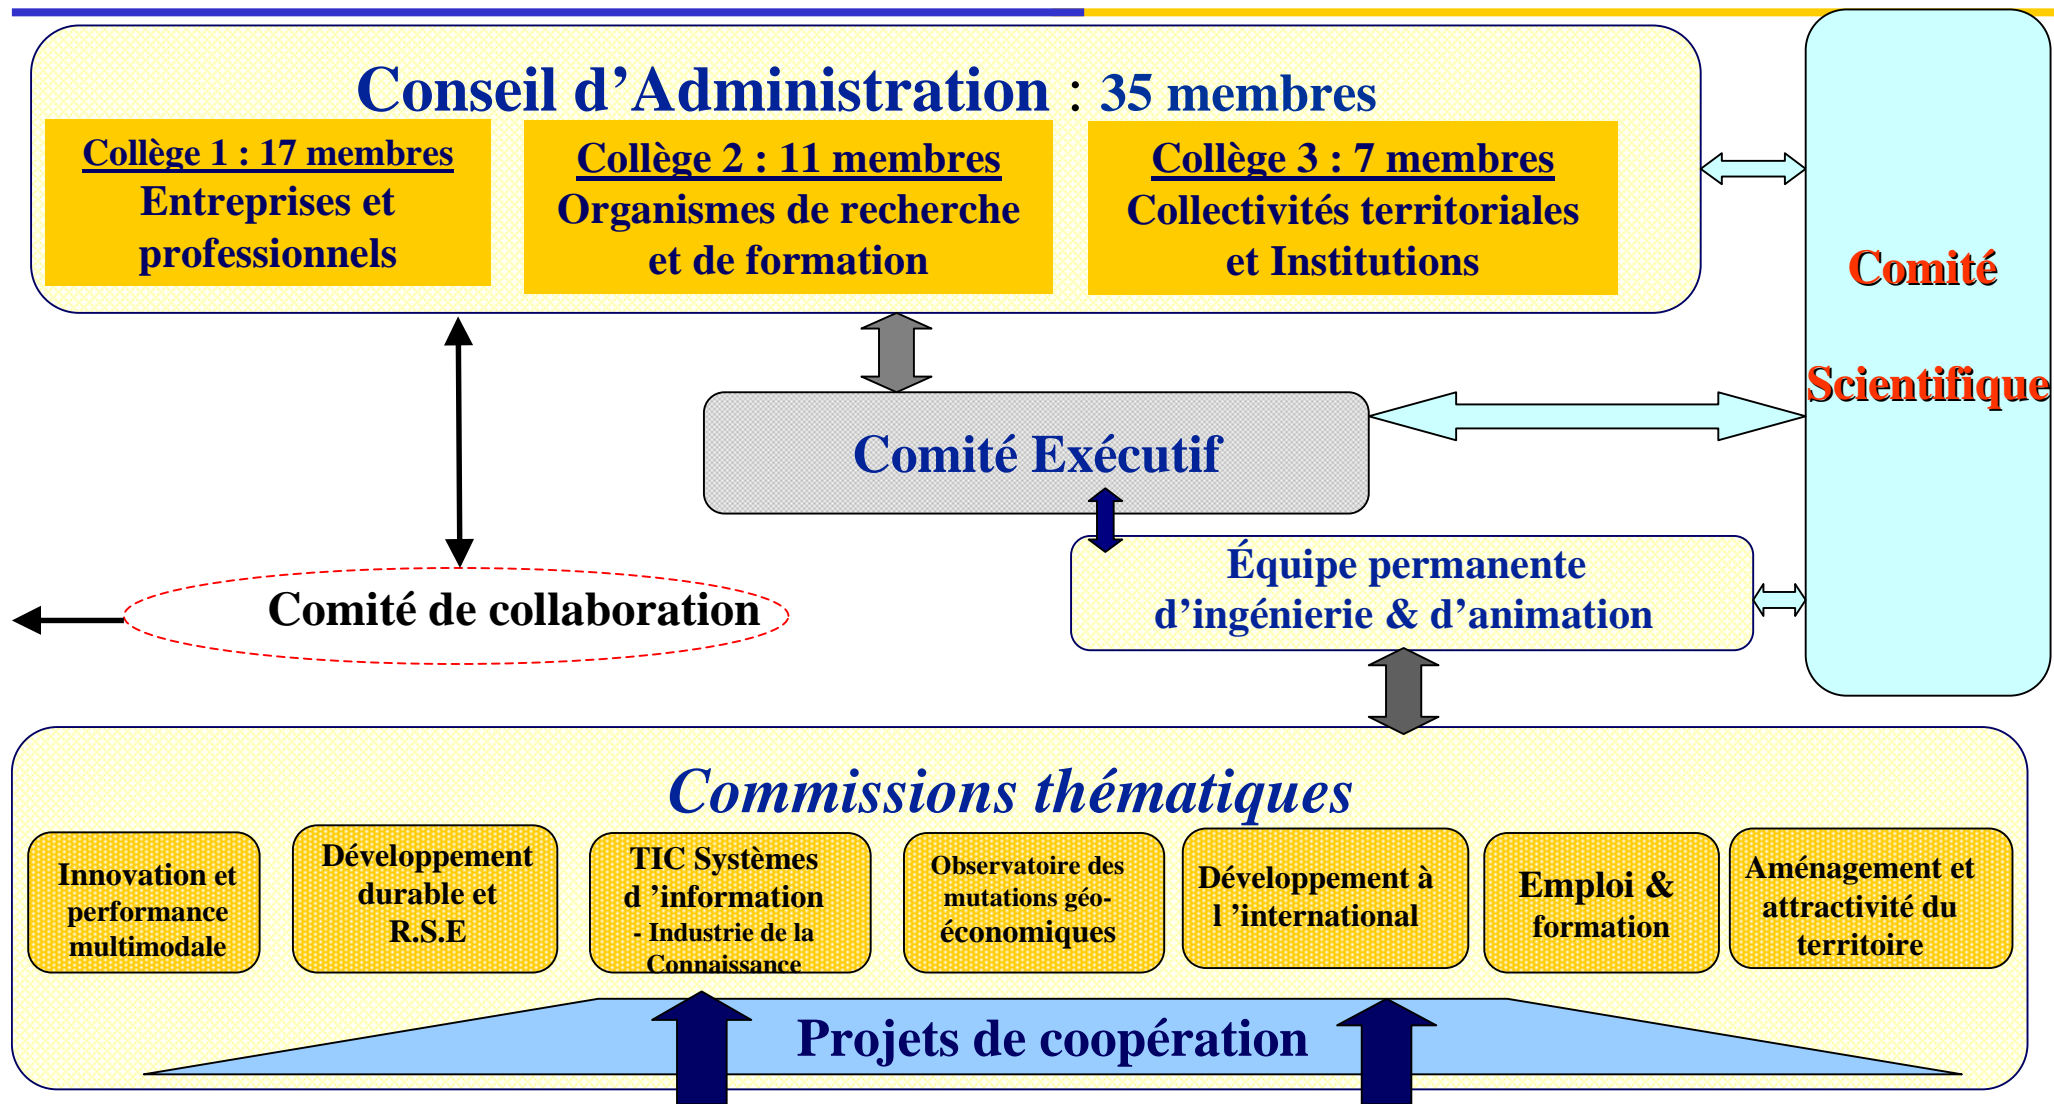 Conseil d’Administration : 35 membres
Collège 1 : 17 membres
Entreprises et
professionnels
Collège 2 : 11 membres
Organismes de recherche
et de formation
Collège 3 : 7 membres
Collectivités territoriales
et Institutions
Comité
Scientifique
Comité Exécutif
Équipe permanente
d’ingénierie & d’animation
Comité de collaboration
Commissions thématiques
Innovation et
performance
multimodale
Développement
durable et
R.S.E
TIC Systèmes
d ’information
- Industrie de la
Connaissance
Observatoire des
mutations géo-
économiques
Développement à
l ’international
Emploi &
formation
Aménagement et
attractivité du
territoire
Projets de coopération